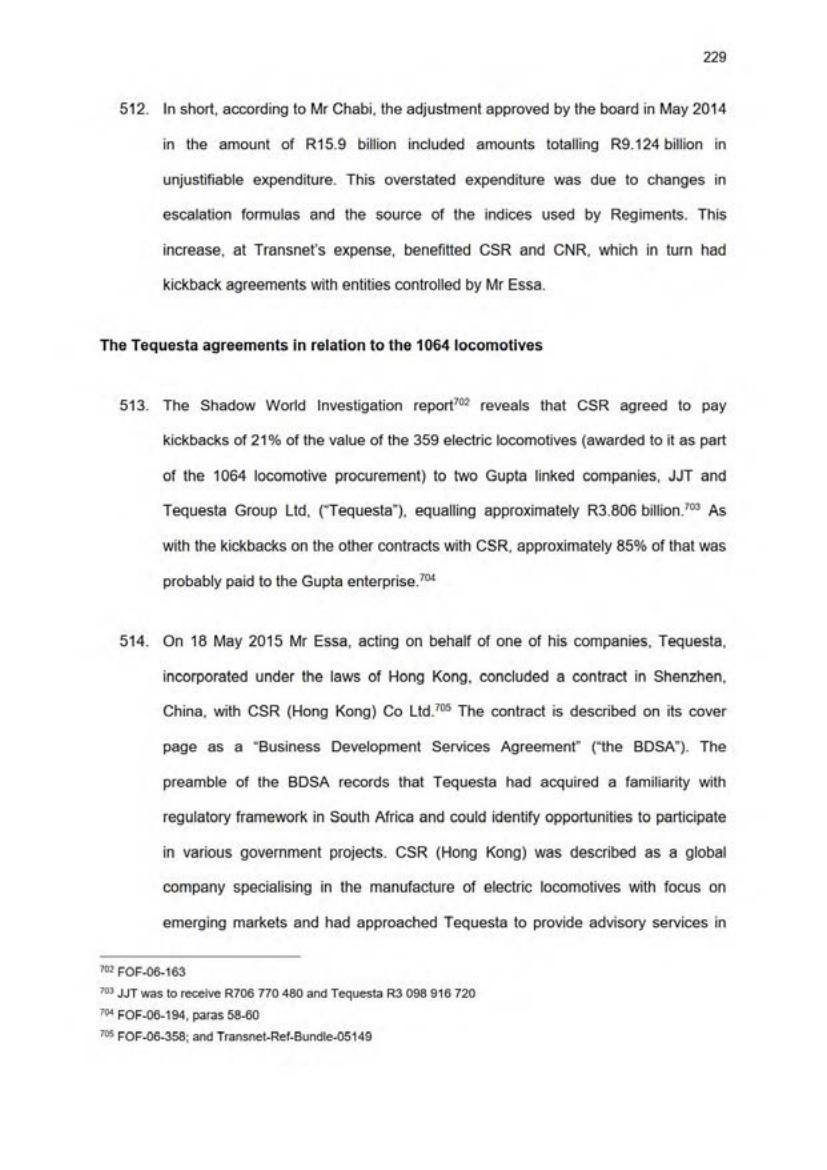 229
512. In short, according to Mr Chabi, the adjustment approved by the board in May 2014
in the amount of R15.9 billion included amounts totalling R9.124 billion in
unjustifiable expenditure. This overstated expenditure was due to changes in
escalation formulas and the source of the indices used by Regiments. This
increase, at Transnet's expense, benefitted CSR and CNR, which in turn had
kickback agreements with entities controlled by Mr Essa.
The Tequesta agreements in relation to the 1064 locomotives
513. The Shadow World Investigation report702 reveals that CSR agreed to pay
kickbacks of 21% of the value of the 359 electric locomotives (awarded to it as part
of the 1064 locomotive procurement) to two Gupta linked companies, JJT and
Tequesta Group Ltd, ("Tequesta"), equalling approximately R3.806 billion.703 As
with the kickbacks on the other contracts with CSR, approximately 85% of that was
probably paid to the Gupta enterprise.704
514. On 18 May 2015 Mr Essa, acting on behalf of one of his companies, Tequesta,
incorporated under the laws of Hong Kong, concluded a contract in Shenzhen,
China, with CSR (Hong Kong) Co Ltd.705 The contract is described on its cover
page as a "Business Development Services Agreement" ("the BDSA"). The
preamble of the BDSA records that Tequesta had acquired a familiarity with
regulatory framework in South Africa and could identify opportunities to participate
in various government projects. CSR (Hong Kong) was described as a global
company specialising in the manufacture of electric locomotives with focus on
emerging markets and had approached Tequesta to provide advisory services in
702 FOF-06-163
703 JJT was to receive R706 770 480 and Tequesta R3 098 916 720
704 FOF-06-194, paras 58-60
705 FOF-06-358; and Transnet-Ref-Bundle-05149